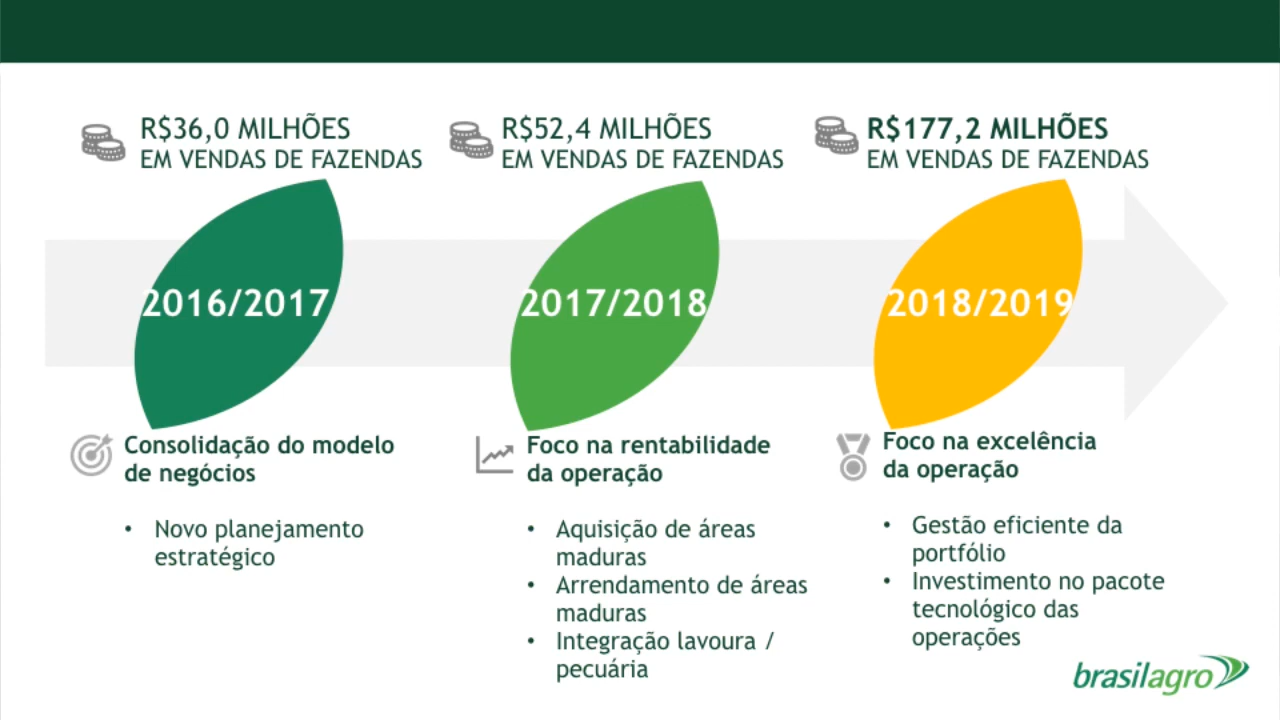 R$36,0 MILHÕES
EM VENDAS DE FAZENDAS
R$52,4 MILHÕES
EM VENDAS DE FAZENDAS
R$177,2 MILHÕES
EM VENDAS DE FAZENDAS
2016/2017
2017/2018
2018/2019
Consolidação do modelo
de negócios
• Novo planejamento
estratégico
Foco na rentabilidade
da operação
• Aquisição de áreas
maduras
• Arrendamento de áreas
maduras
• Integração lavoura /
pecuária
Foco na excelência
da operação
• Gestão eficiente da
portfólio
• Investimento no pacote
tecnológico das
operações
brasilagro